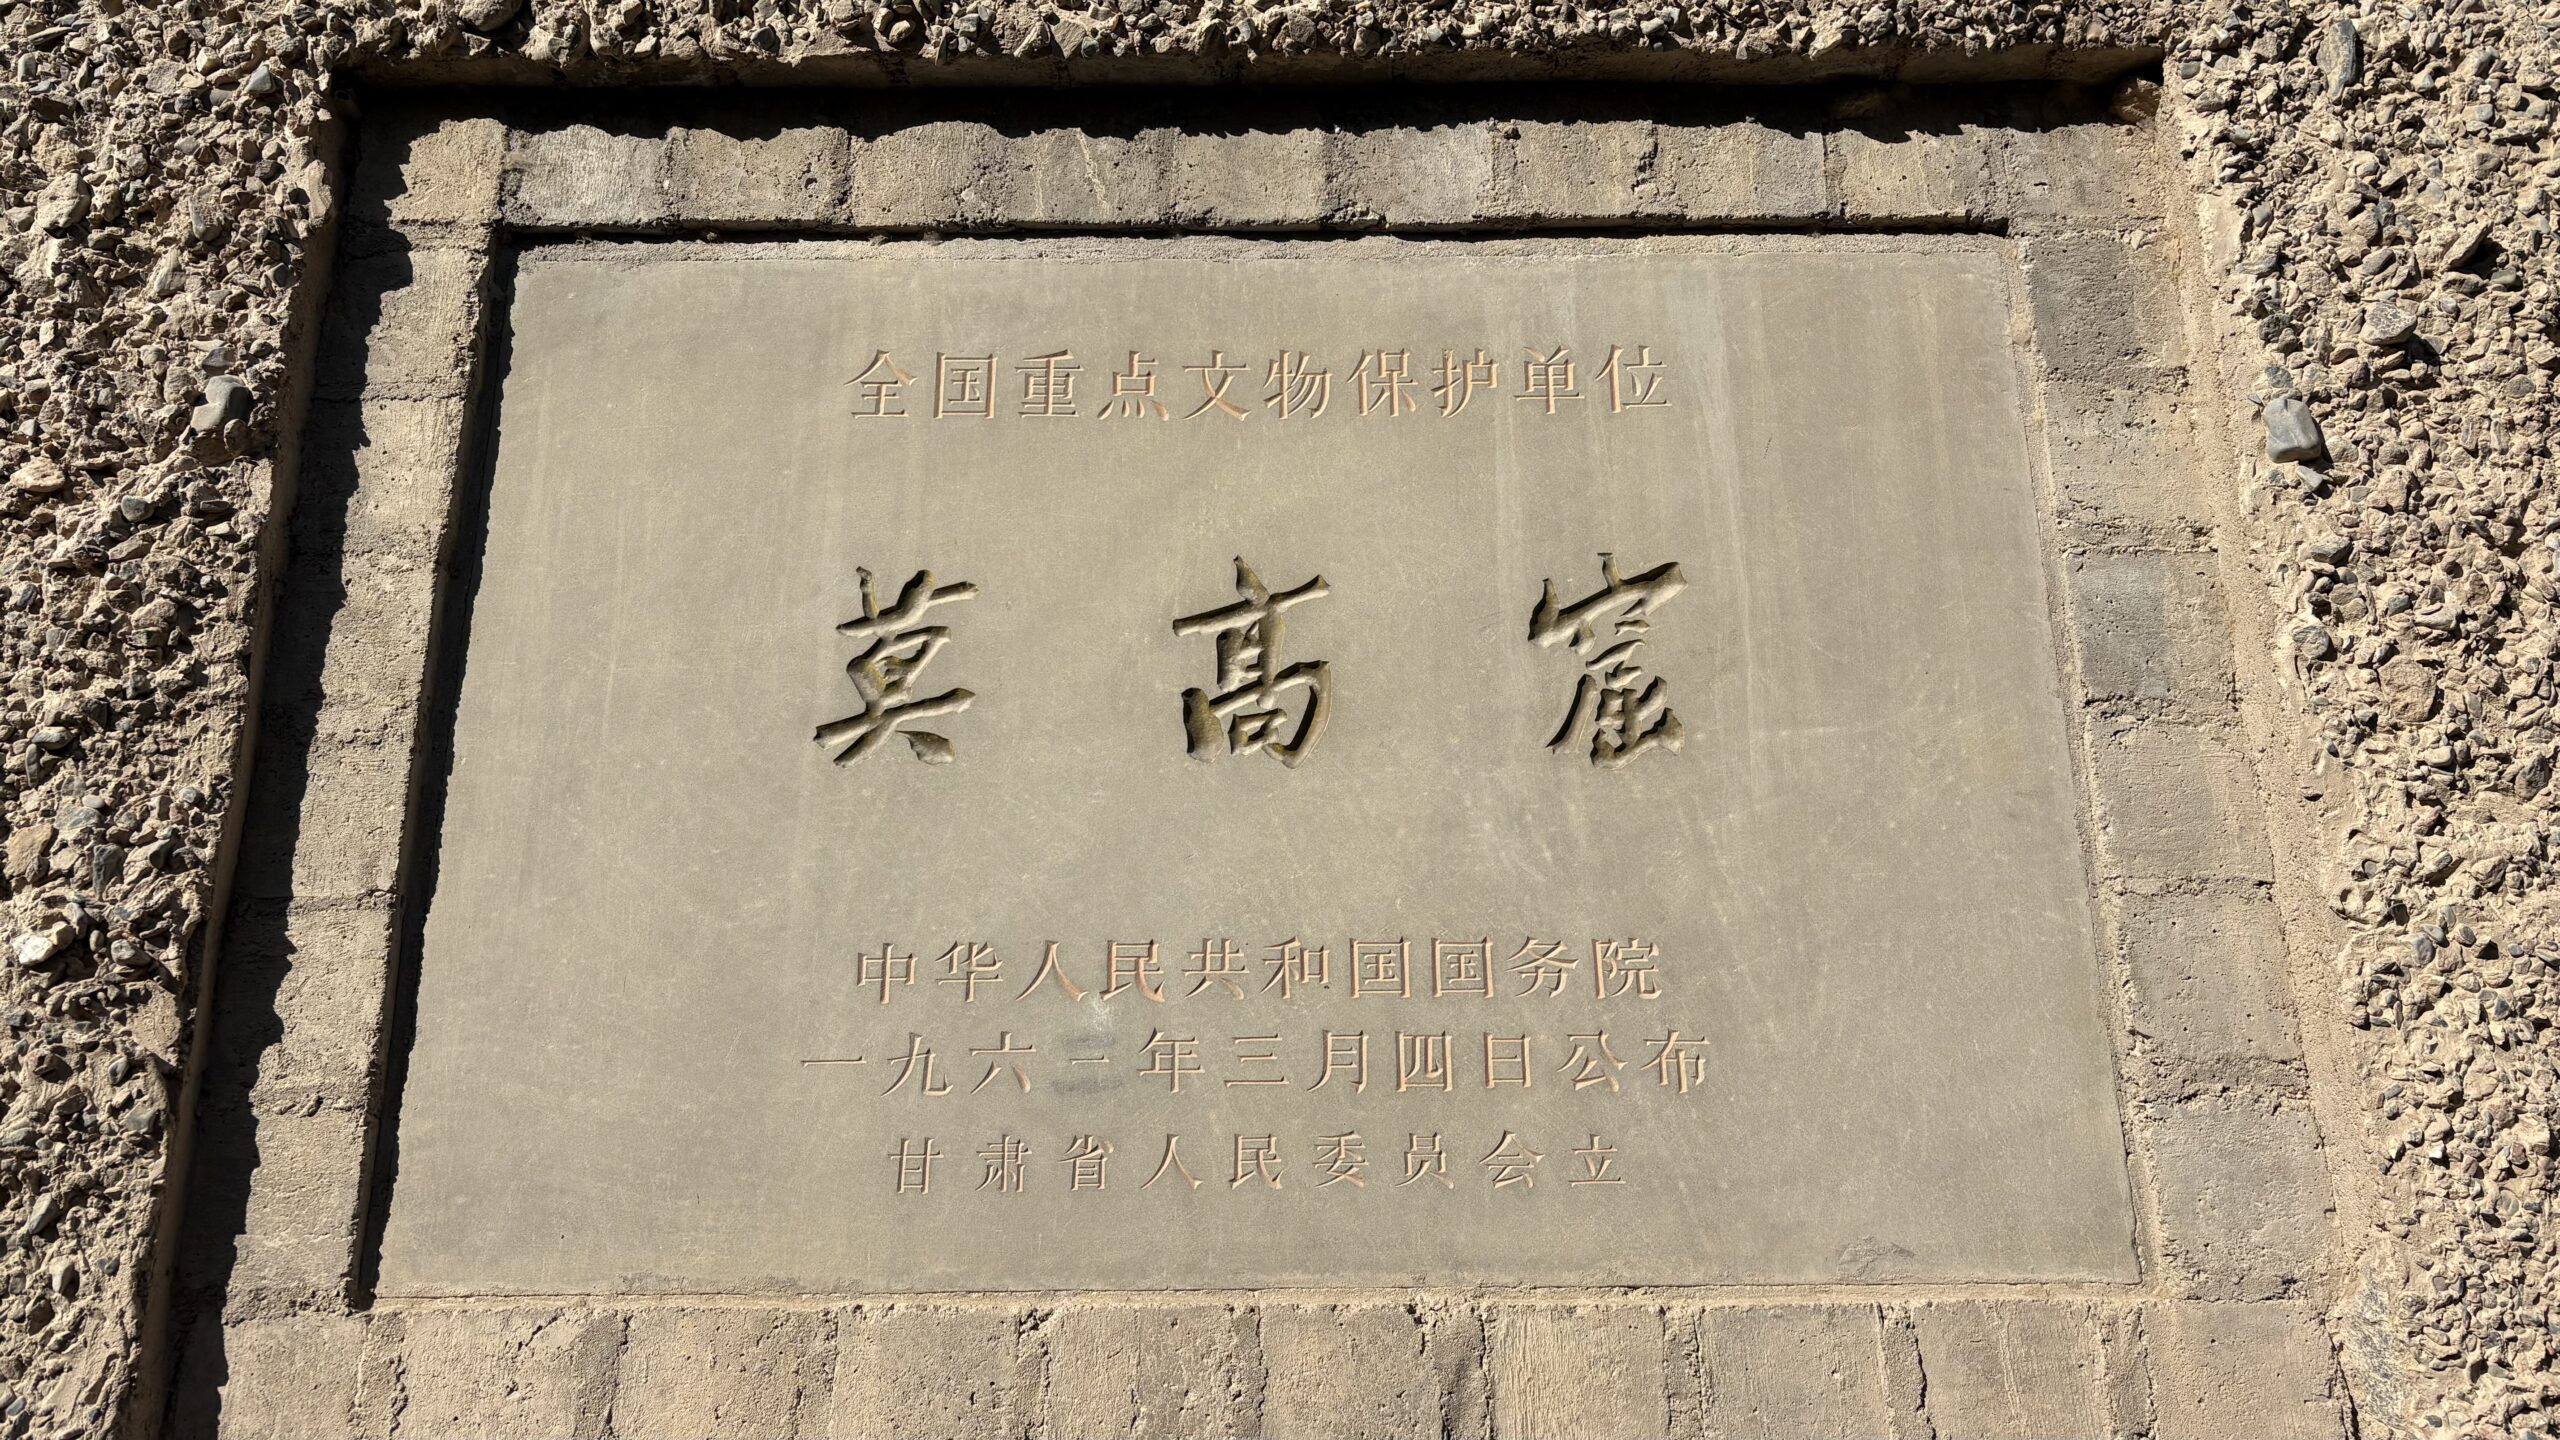 全国重点文物保护单位
莫高窟
中华人民共和国国务院
一九六一年三月四日公布
甘肃省人民委员会立